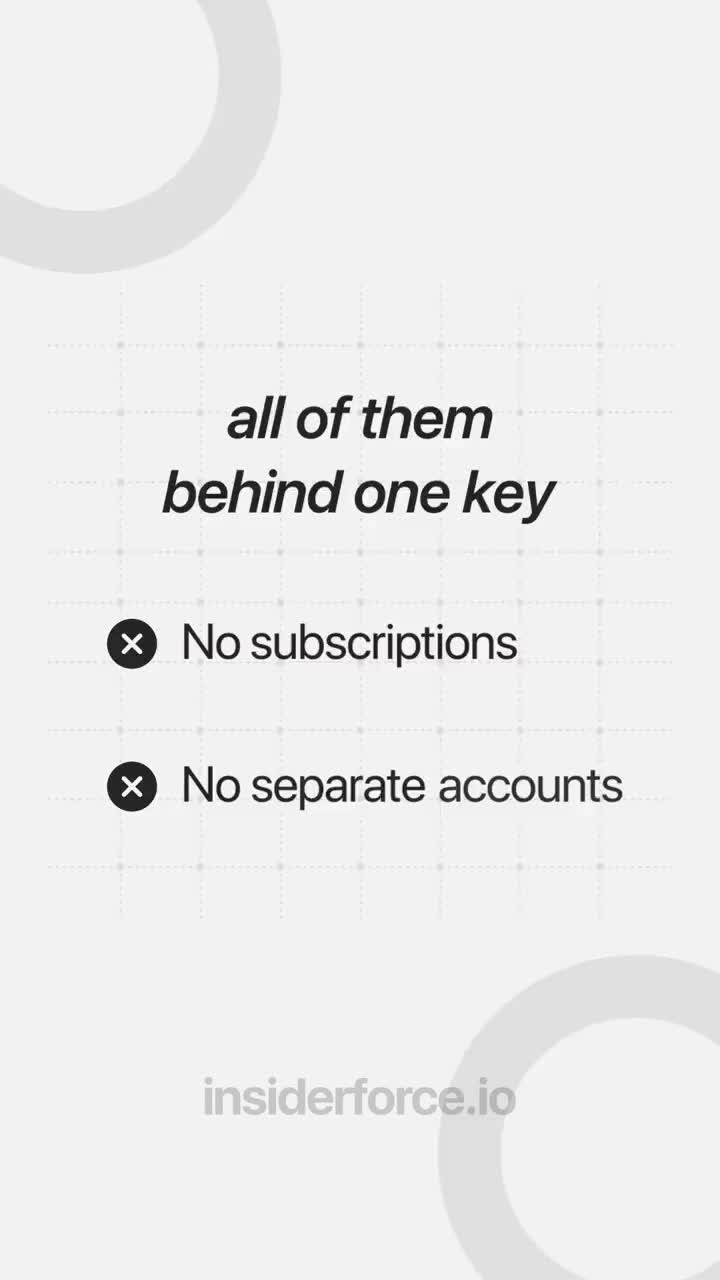 all of them
behind one key
No subscriptions
No separate accounts
insiderforce.io